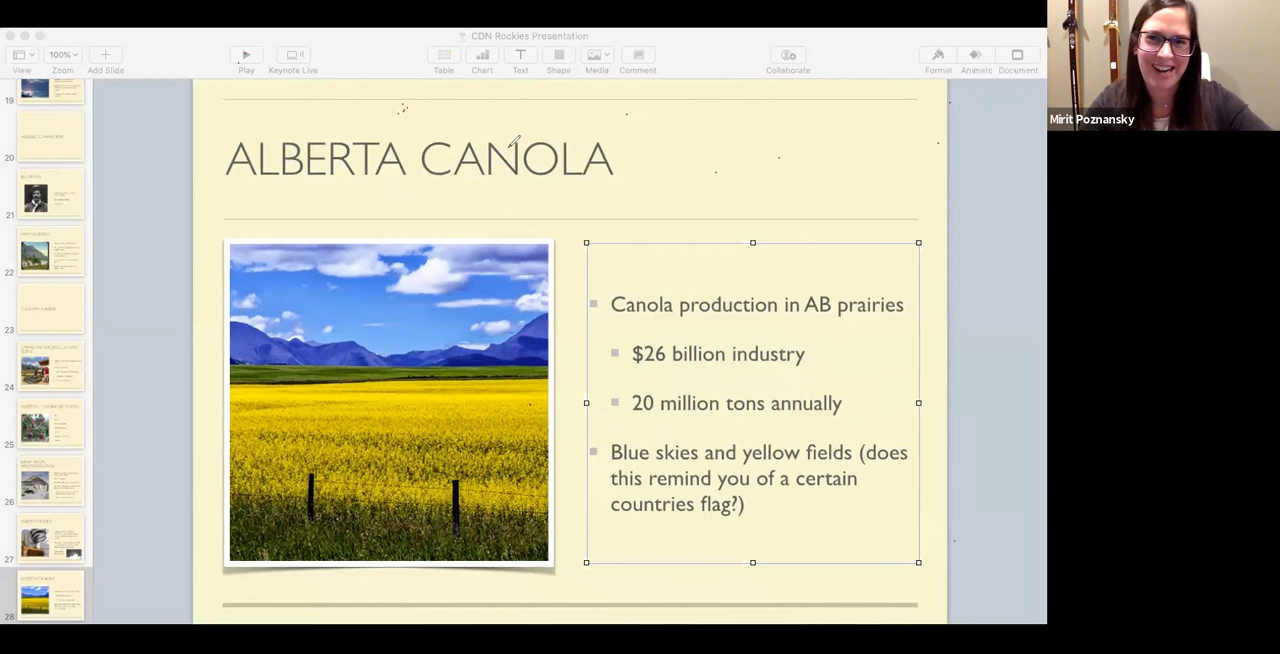 CDN Rockies Presentation
100%
View
Zoom
Add Slide
Play
Keynote Live
Table
Chart
Text
Shape
Media
Comment
Collaborate
Format
Animate
Document
Mirit Poznansky
19
20
21
22
23
24
25
26
27
28
ALBERTA CANOLA
Canola production in AB prairies
$26 billion industry
20 million tons annually
Blue skies and yellow fields (does
this remind you of a certain
countries flag?)